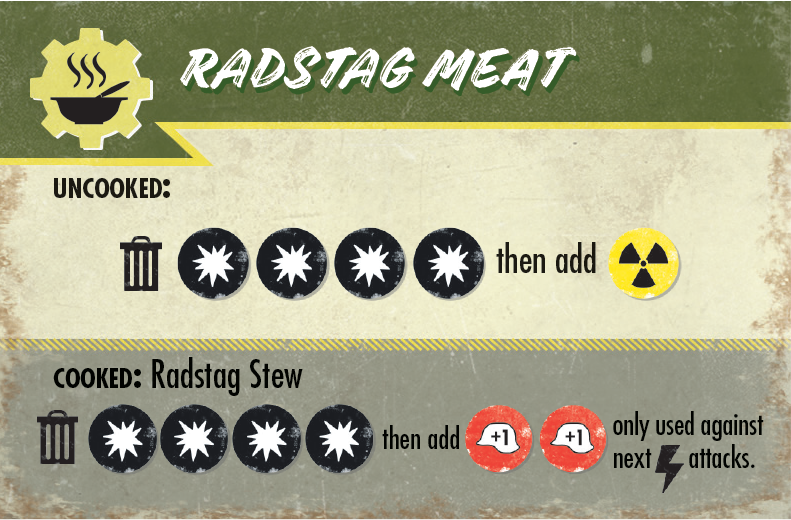 RADSTAG MEAT
UNCOOKED:
then add
COOKED: Radstag Stew
then add +1 +1 only used against
next attacks.